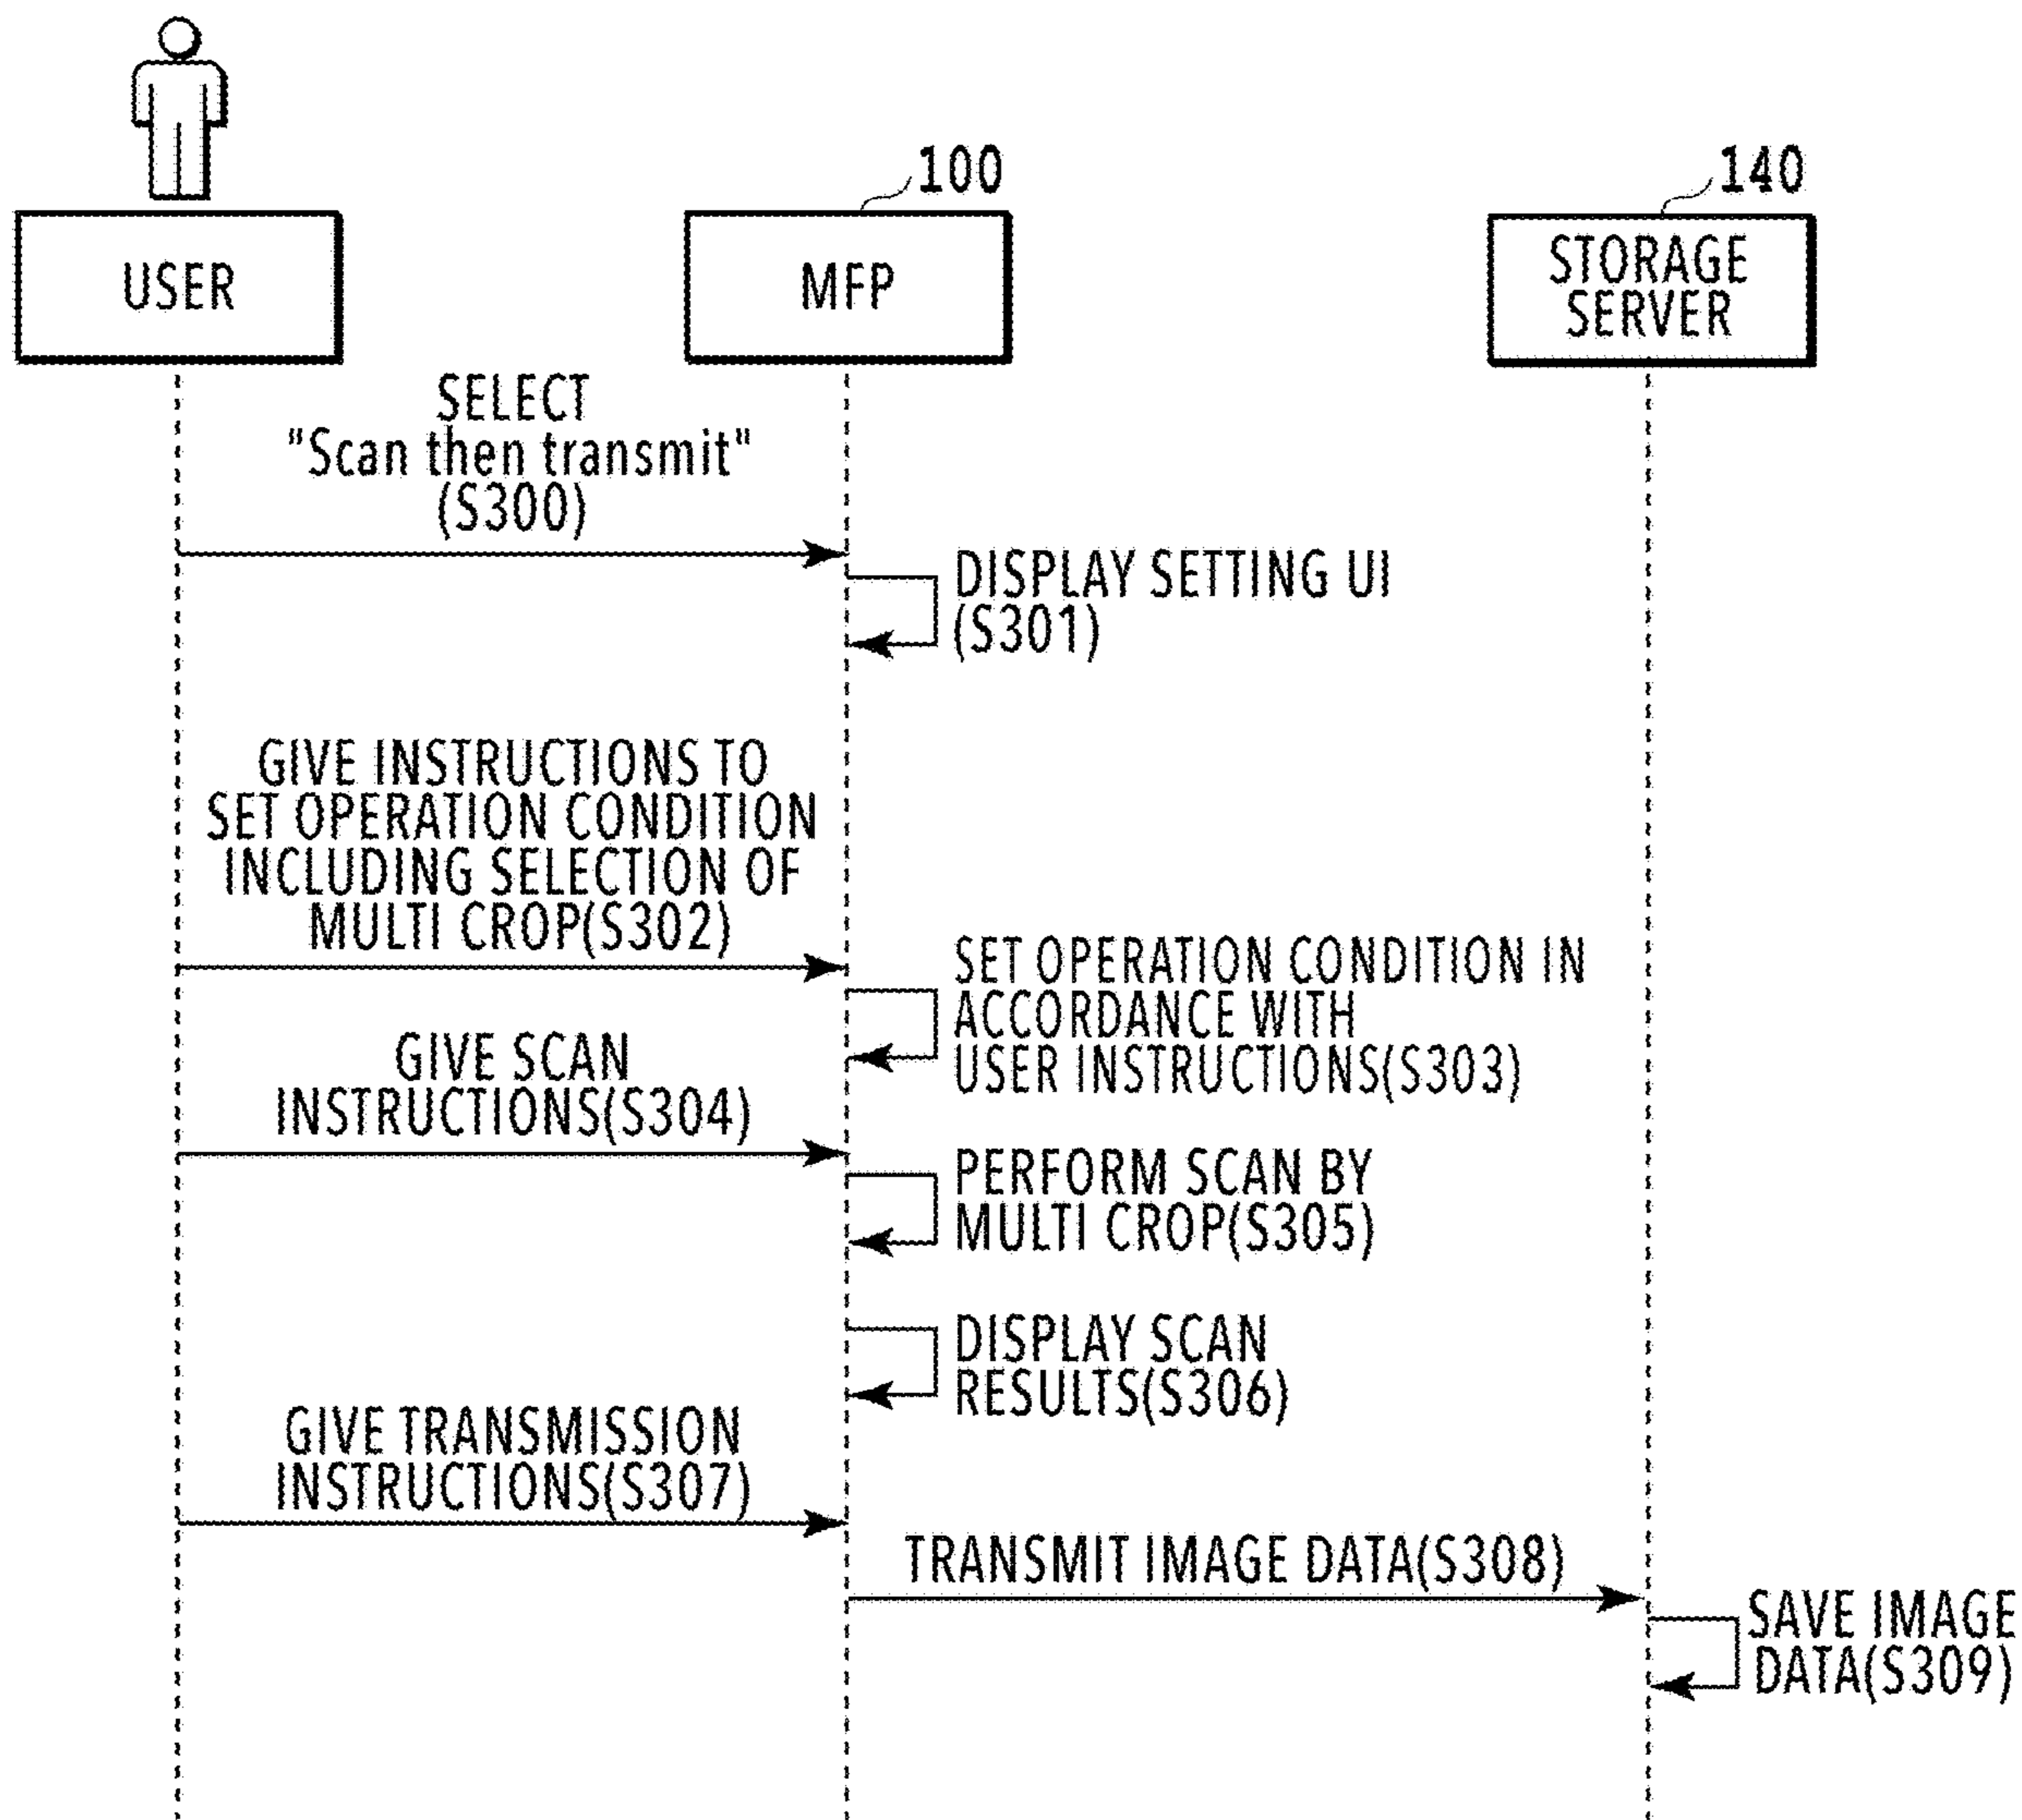 100
140
USER
MFP
STORAGE
SERVER
SELECT
"Scan then transmit"
(S300)
DISPLAY SETTING UI
(S301)
GIVE INSTRUCTIONS TO
SET OPERATION CONDITION
INCLUDING SELECTION OF
MULTI CROP(S302)
SET OPERATION CONDITION IN
ACCORDANCE WITH
USER INSTRUCTIONS(S303)
GIVE SCAN
INSTRUCTIONS(S304)
PERFORM SCAN BY
MULTI CROP(S305)
DISPLAY SCAN
RESULTS(S306)
GIVE TRANSMISSION
INSTRUCTIONS(S307)
TRANSMIT IMAGE DATA(S308)
SAVE IMAGE
DATA(S309)